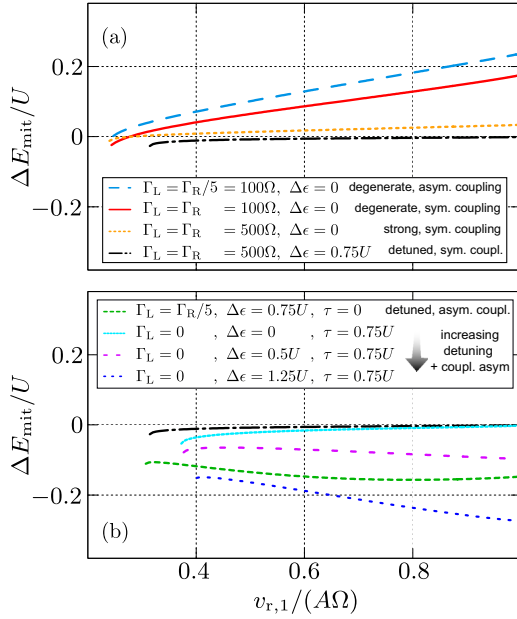 (a)
0.2
0
−0.2
ΔE_mit/U
Γ_L = Γ_R/5 = 100Ω, Δϵ = 0 degenerate, asym. coupling
Γ_L = Γ_R = 100Ω, Δϵ = 0 degenerate, sym. coupling
Γ_L = Γ_R = 500Ω, Δϵ = 0 strong, sym. coupling
Γ_L = Γ_R = 500Ω, Δϵ = 0.75U detuned, sym. coupl.
Γ_L = Γ_R/5, Δϵ = 0.75U, τ = 0 detuned, asym. coupl.
Γ_L = 0 , Δϵ = 0 , τ = 0.75U
Γ_L = 0 , Δϵ = 0.5U , τ = 0.75U
Γ_L = 0 , Δϵ = 1.25U, τ = 0.75U
increasing
detuning
+ coupl. asym
0.2
0
−0.2
ΔE_mit/U
(b)
0.4 0.6 0.8
v_r,1/(AΩ)